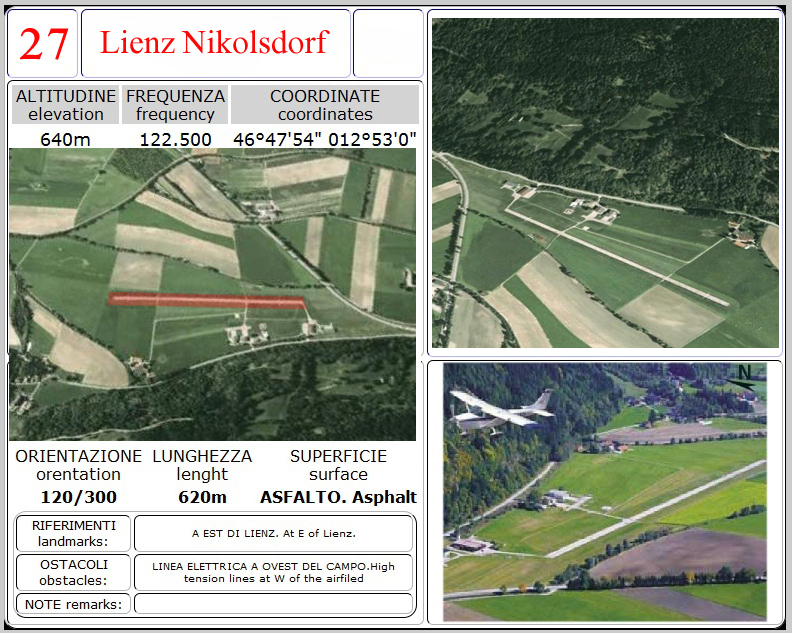 27
Lienz Nikolsdorf
ALTITUDINE
elevation
FREQUENZA
frequency
COORDINATE
coordinates
640m
122.500
46°47'54" 012°53'0"
ORIENTAZIONE
orentation
LUNGHEZZA
lenght
SUPERFICIE
surface
120/300
620m
ASFALTO. Asphalt
RIFERIMENTI
landmarks:
A EST DI LIENZ. At E of Lienz.
OSTACOLI
obstacles:
LINEA ELETTRICA A OVEST DEL CAMPO.High
tension lines at W of the airfiled
NOTE remarks:
N